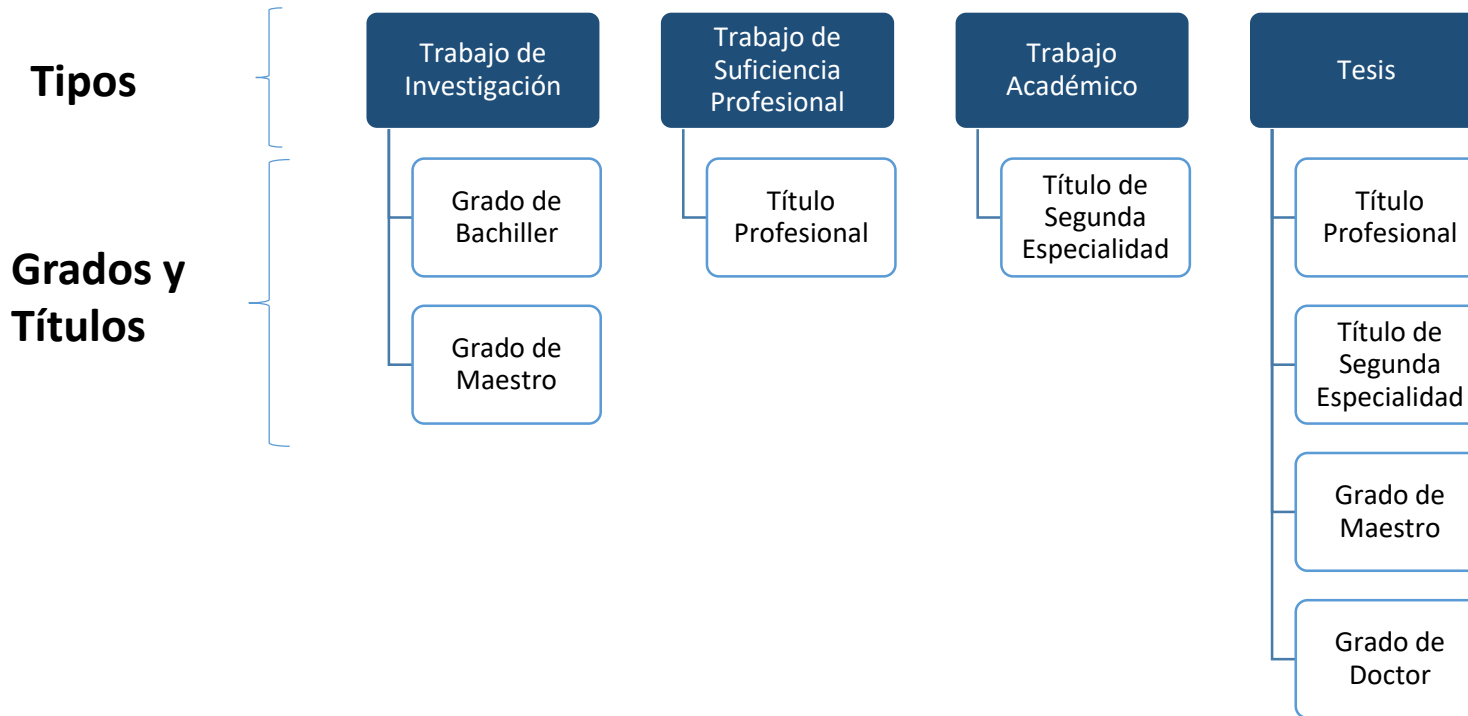 Tipos
Trabajo de
Investigación
Trabajo de
Suficiencia
Profesional
Trabajo
Académico
Tesis
Grados y
Títulos
Grado de
Bachiller
Grado de
Maestro
Título
Profesional
Título de
Segunda
Especialidad
Título
Profesional
Título de
Segunda
Especialidad
Grado de
Maestro
Grado de
Doctor